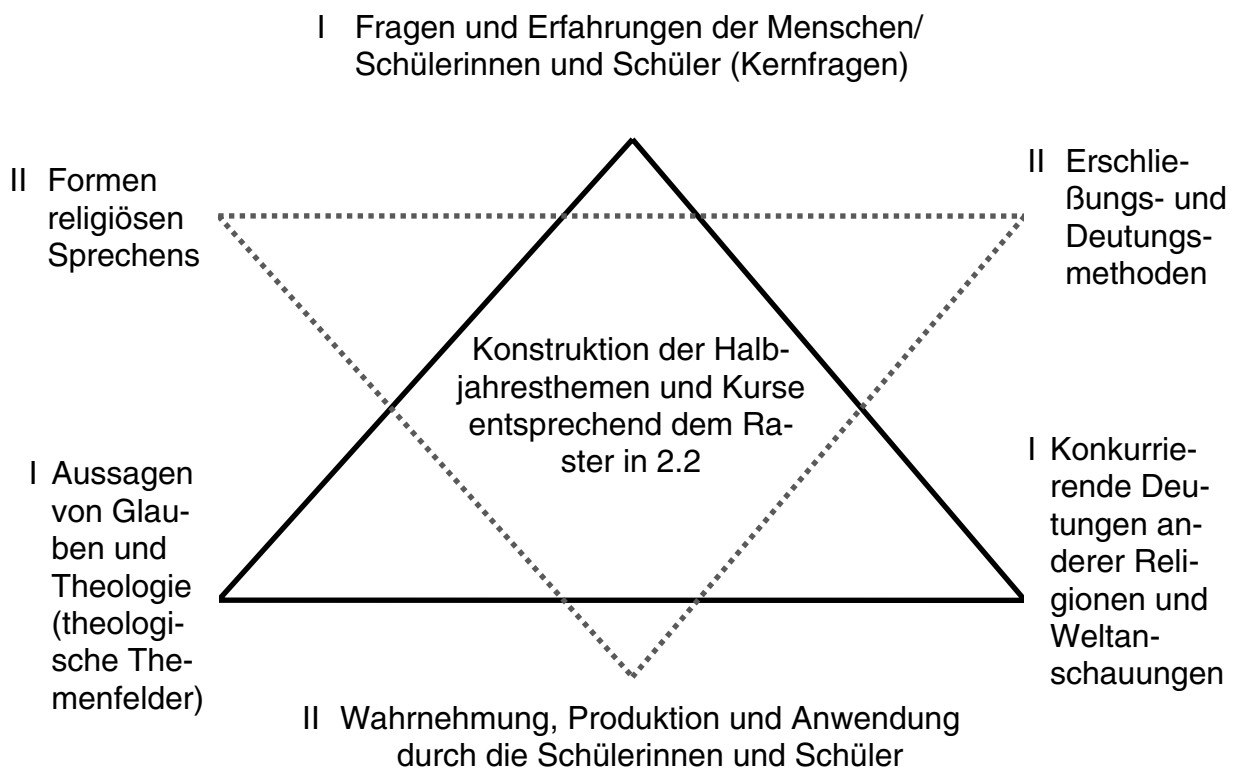 I Fragen und Erfahrungen der Menschen/
Schülerinnen und Schüler (Kernfragen)
II Formen
religiösen
Sprechens
II Erschlie-
ßungs- und
Deutungs-
methoden
Konstruktion der Halb-
jahresthemen und Kurse
entsprechend dem Ra-
ster in 2.2
I Aussagen
von Glau-
ben und
Theologie
(theologi-
sche The-
menfelder)
I Konkurrie-
rende Deu-
tungen an-
derer Reli-
gionen und
Weltan-
schauungen
II Wahrnehmung, Produktion und Anwendung
durch die Schülerinnen und Schüler